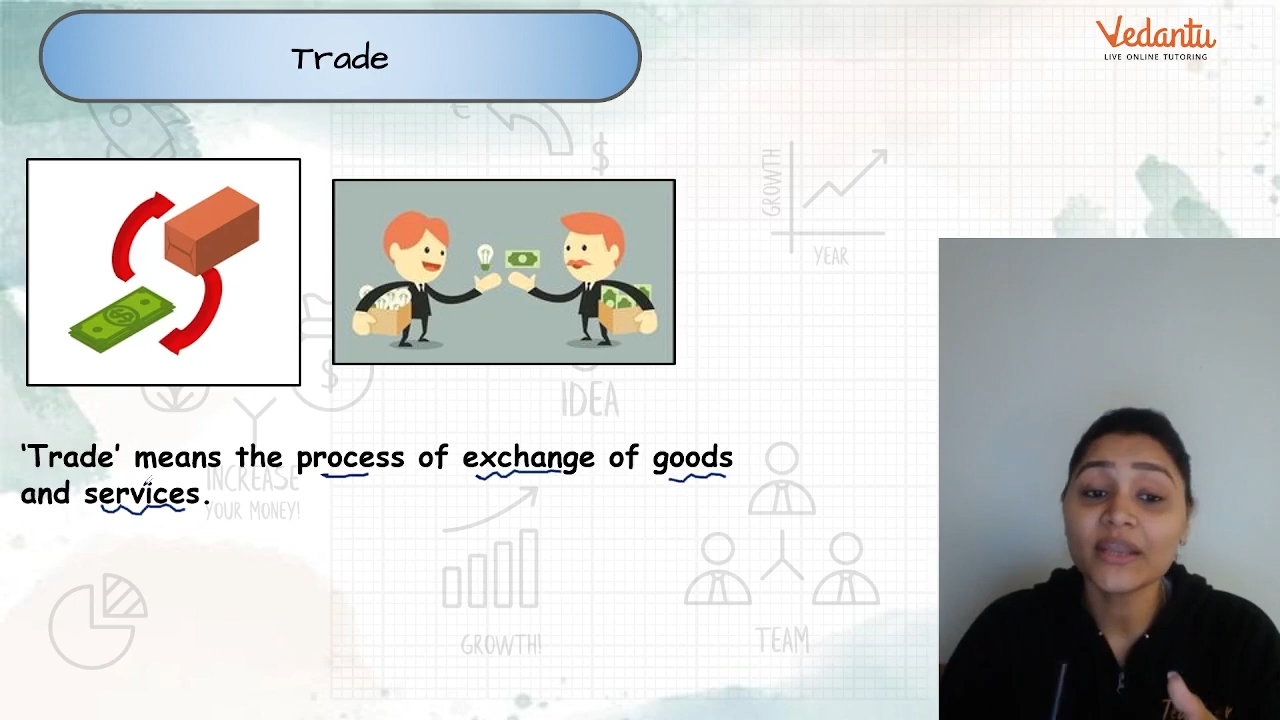 Trade
Vedantu
LIVE ONLINE TUTORING
GROWTH
YEAR
IDEA
‘Trade’ means the process of exchange of goods
and services.
INCREASE
YOUR MONEY!
GROWTH!
TEAM